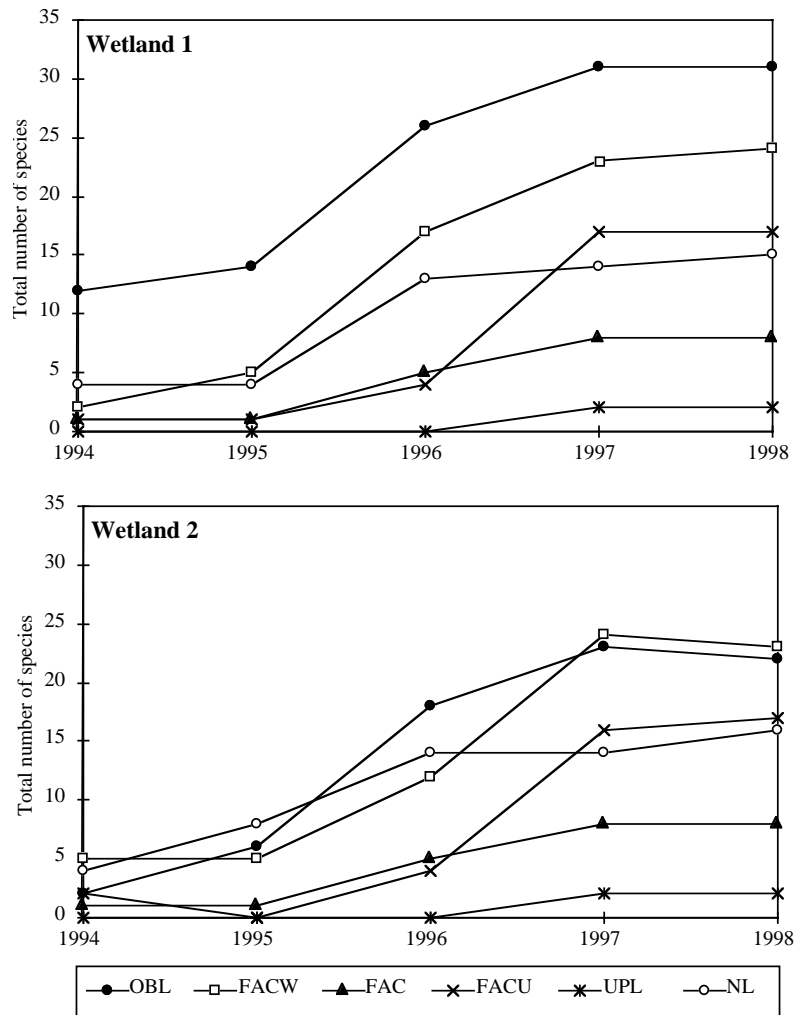 Wetland 1
Total number of species
35
30
25
20
15
10
5
0
1994 1995 1996 1997 1998
Wetland 2
Total number of species
35
30
25
20
15
10
5
0
1994 1995 1996 1997 1998
OBL FACW FAC FACU UPL NL